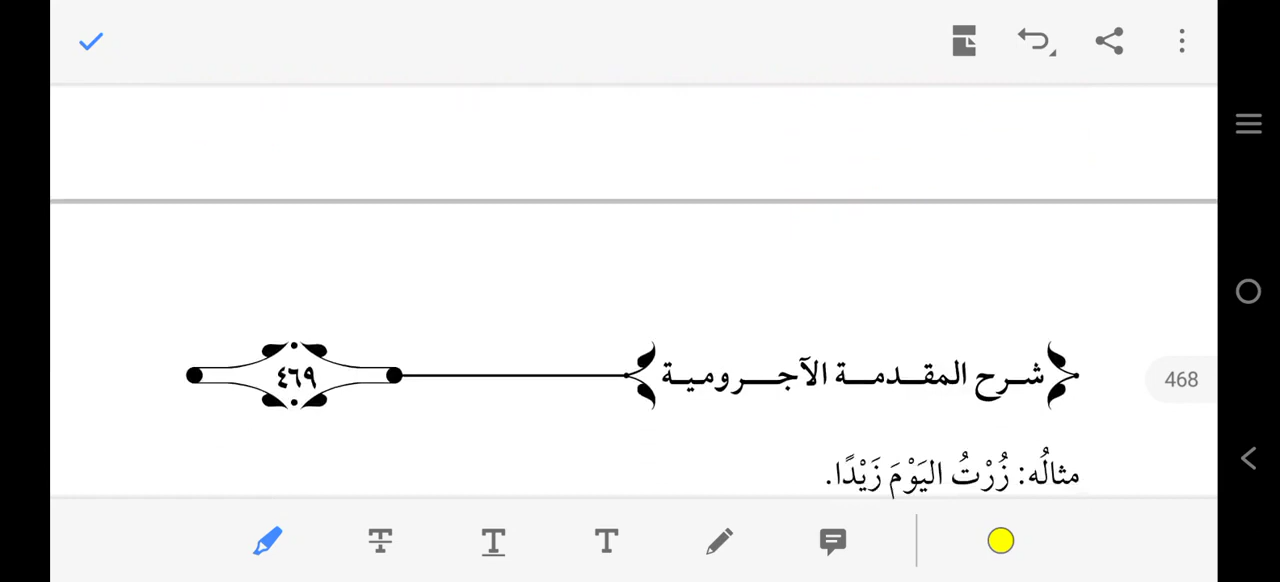 شرح المقدمة الآجرومية
٤٦٩
468
مثالُه: زُرْتُ اليَوْمَ زَيْدًا.